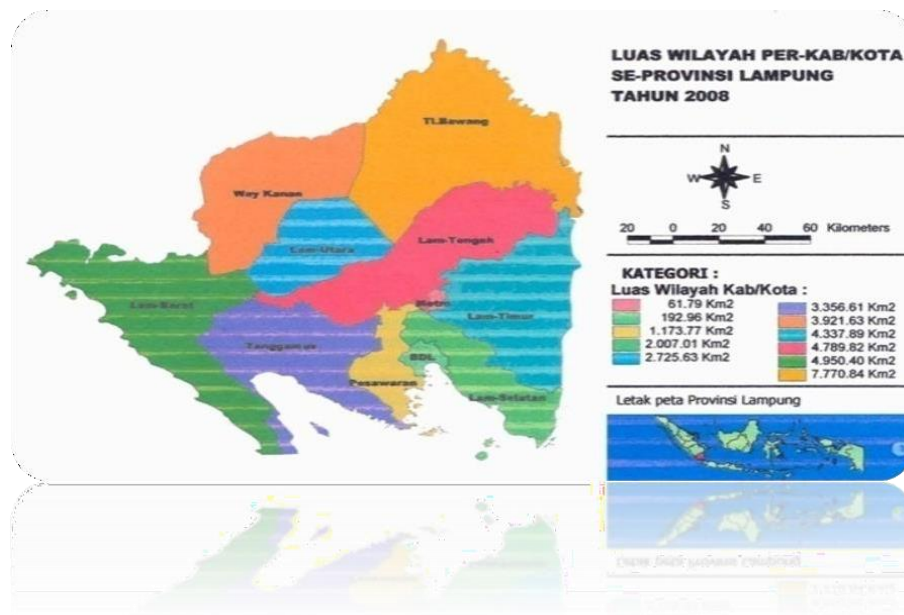 LUAS WILAYAH PER-KAB/KOTA
SE-PROVINSI LAMPUNG
TAHUN 2008
N
W E
S
20 0 20 40 60 Kilometers
KATEGORI :
Luas Wilayah Kab/Kota :
61.79 Km2
192.96 Km2
1.173.77 Km2
2.007.01 Km2
2.725.63 Km2
3.356.61 Km2
3.921.63 Km2
4.337.89 Km2
4.789.82 Km2
4.950.40 Km2
7.770.84 Km2
Letak peta Provinsi Lampung
Tl.Bawang
Way Kanan
Lam-Utara
Lam-Tengah
Lam-Barat
Metro
Lam-Timur
Tanggamus
BDL
Pesawaran
Lam-Selatan